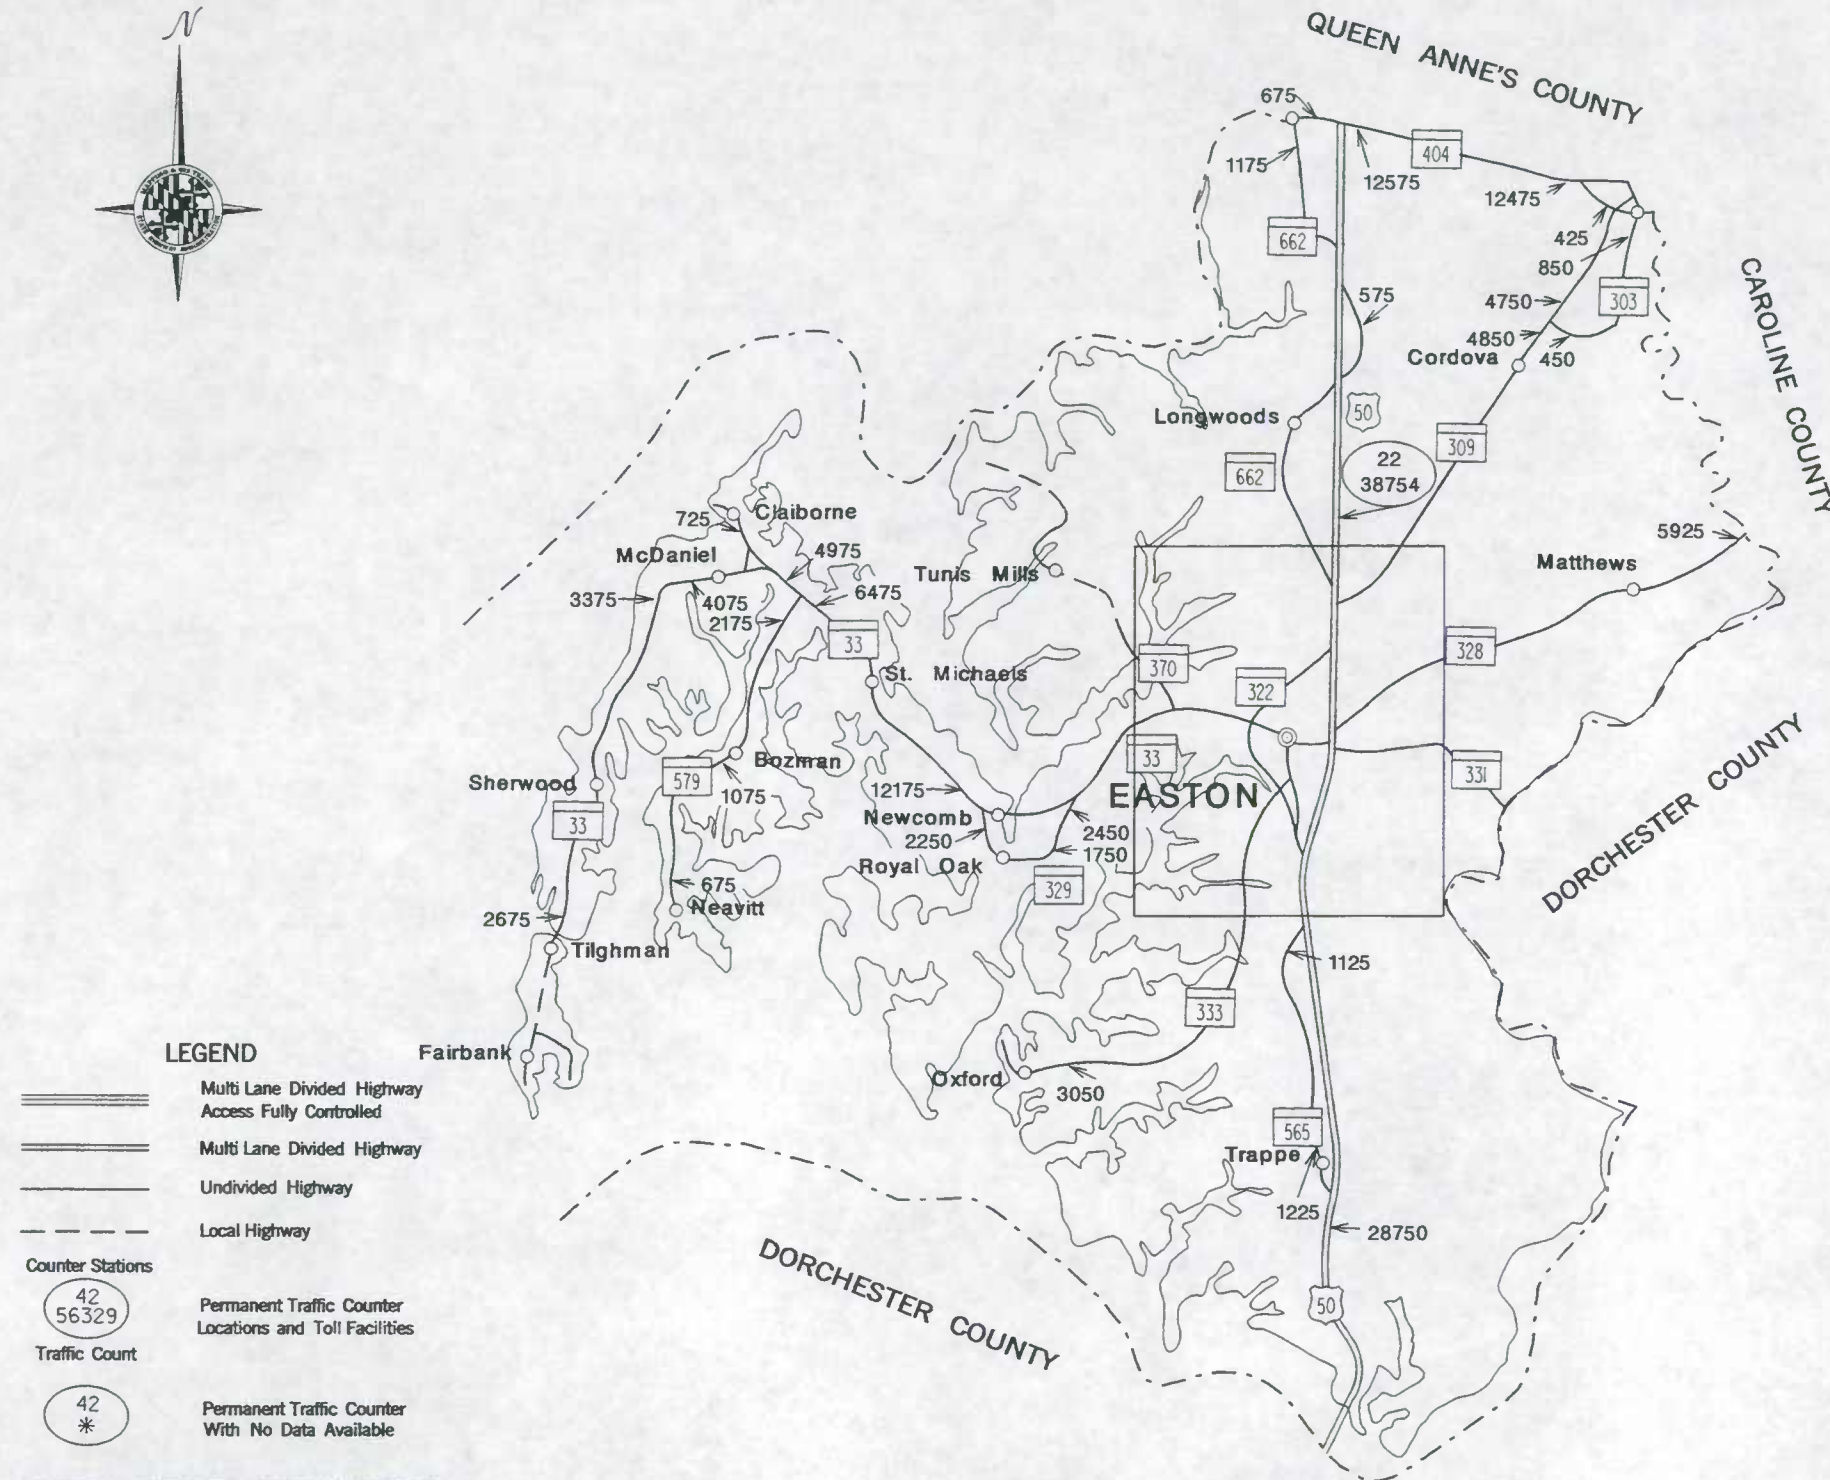 N
QUEEN ANNE'S COUNTY
675
1175
404
12575
12475
662
425
850
CAROLINE COUNTY
575
4750
303
4850
Cordova
450
Longwoods
50
309
22
38754
662
Claiborne
725
McDaniel
4975
5925
Matthews
Tunis Mills
3375
4075
6475
2175
33
328
370
St. Michaels
322
33
Bozman
331
DORCHESTER COUNTY
Sherwood
579
1075
12175
EASTON
33
Newcomb
2250
2450
1750
Royal Oak
329
675
Neavitt
2675
Tilghman
1125
333
Fairbank
Oxford
3050
565
Trappe
1225
28750
50
DORCHESTER COUNTY
LEGEND
Multi Lane Divided Highway
Access Fully Controlled
Multi Lane Divided Highway
Undivided Highway
Local Highway
Counter Stations
42
56329
Permanent Traffic Counter
Locations and Toll Facilities
Traffic Count
42
*
Permanent Traffic Counter
With No Data Available